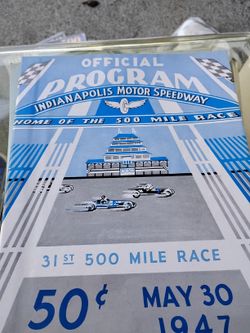 OFFICIAL
PROGRAM
INDIANAPOLIS MOTOR SPEEDWAY
HOME OF THE 500 MILE RACE
31ST 500 MILE RACE
50¢
MAY 30
1947